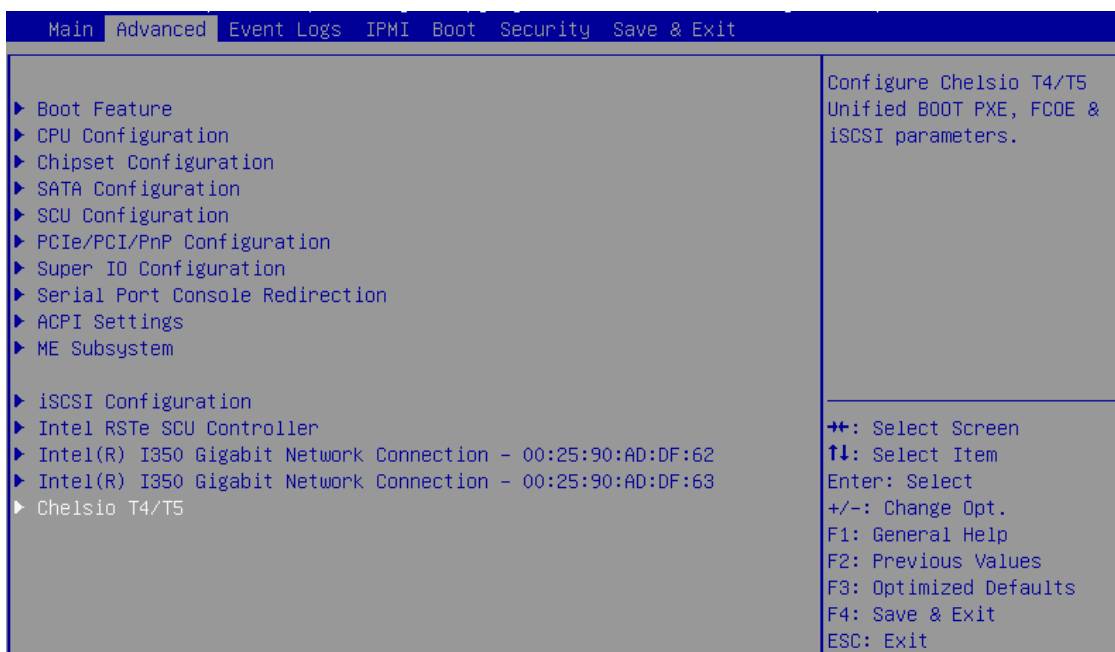 Main Advanced Event Logs IPMI Boot Security Save & Exit
Boot Feature
CPU Configuration
Chipset Configuration
SATA Configuration
SCU Configuration
PCIe/PCI/PnP Configuration
Super IO Configuration
Serial Port Console Redirection
ACPI Settings
ME Subsystem
iSCSI Configuration
Intel RSTe SCU Controller
Intel(R) I350 Gigabit Network Connection - 00:25:90:AD:DF:62
Intel(R) I350 Gigabit Network Connection - 00:25:90:AD:DF:63
Chelsio T4/T5
Configure Chelsio T4/T5
Unified BOOT PXE, FCOE &
iSCSI parameters.
→←: Select Screen
↑↓: Select Item
Enter: Select
+/-: Change Opt.
F1: General Help
F2: Previous Values
F3: Optimized Defaults
F4: Save & Exit
ESC: Exit